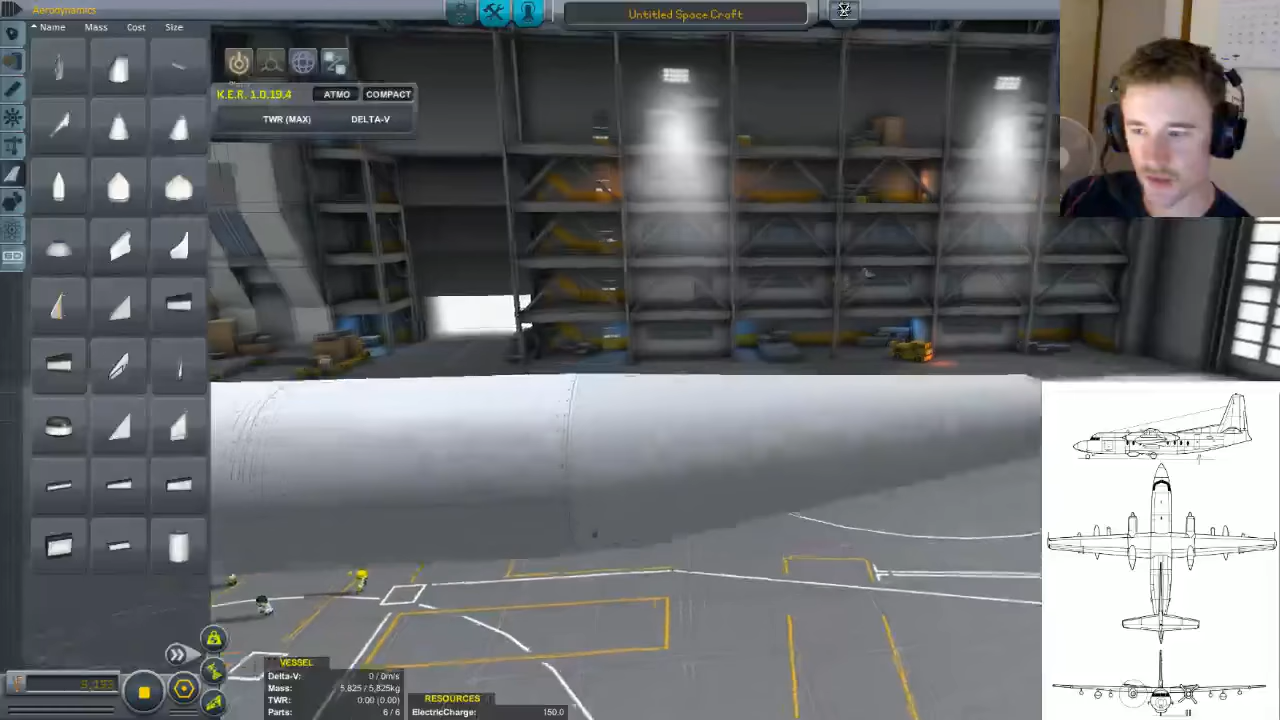 Aerodynamics
Name Mass Cost Size
Untitled Space Craft
K.E.R. 1.0.19.4 ATMO COMPACT
TWR (MAX) DELTA-V
VESSEL
Delta-V: 0 / 0m/s
Mass: 5,825 / 5,825kg
TWR: 0.00 (0.00)
Parts: 6 / 6
RESOURCES
ElectricCharge: 150.0